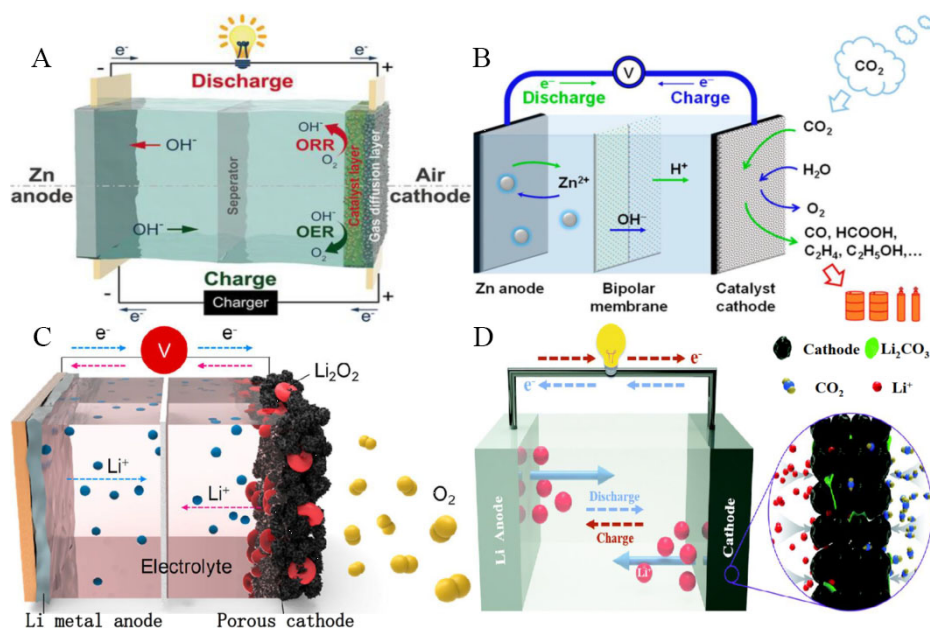 A
e-
e-
Discharge
-
+
OH-
OH-
ORR
O2
Zn
anode
Seperator
Catalyst layer
Gas diffusion layer
Air
cathode
OH-
OH-
OER
O2
Charge
-
+
Charger
e-
e-
B
V
e−
Discharge
e−
Charge
CO2
CO2
H2O
O2
CO, HCOOH,
C2H4, C2H5OH,...
Zn2+
H+
OH−
Zn anode
Bipolar
membrane
Catalyst
cathode
C
e-
V
e-
Li2O2
Li+
Li+
O2
Electrolyte
Li metal anode
Porous cathode
D
e-
e-
Cathode
Li2CO3
CO2
Li+
Li Anode
Discharge
Charge
Li+
Cathode